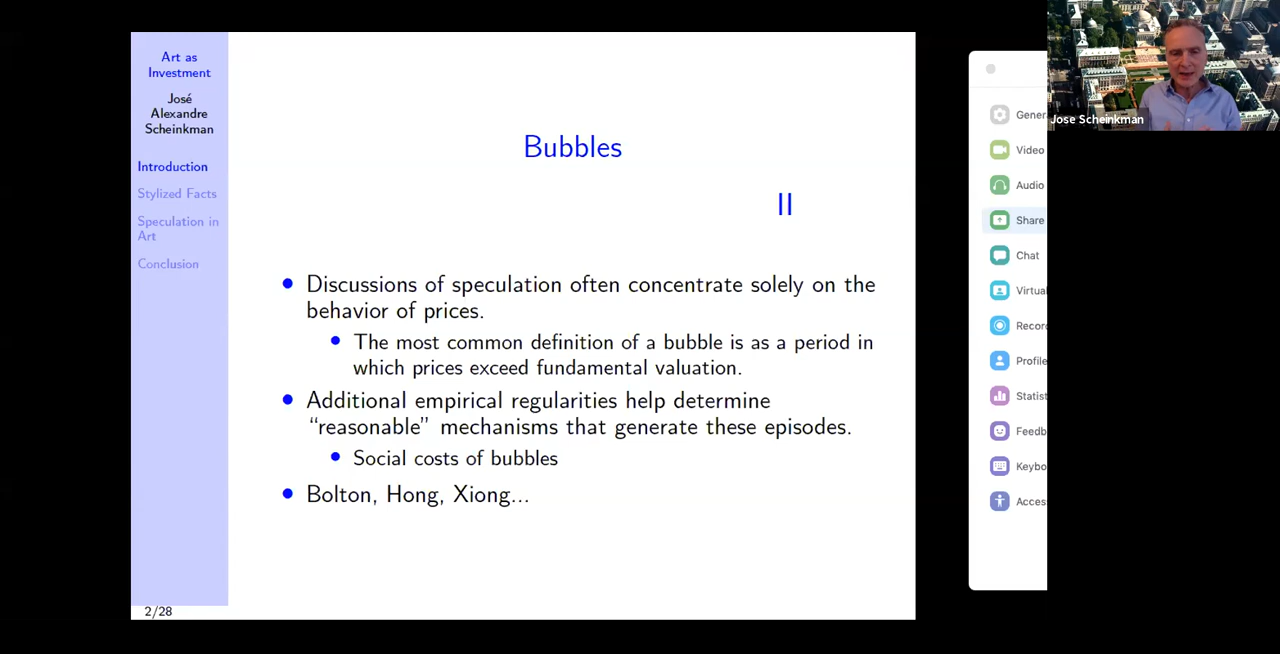 Art as
Investment
José
Alexandre
Scheinkman
Introduction
Stylized Facts
Speculation in
Art
Conclusion
Bubbles
II
• Discussions of speculation often concentrate solely on the
behavior of prices.
• The most common definition of a bubble is as a period in
which prices exceed fundamental valuation.
• Additional empirical regularities help determine
“reasonable” mechanisms that generate these episodes.
• Social costs of bubbles
• Bolton, Hong, Xiong...
2/28
Gener
Video
Audio
Share
Chat
Virtua
Recor
Profile
Statist
Feedb
Keybo
Acces
Jose Scheinkman